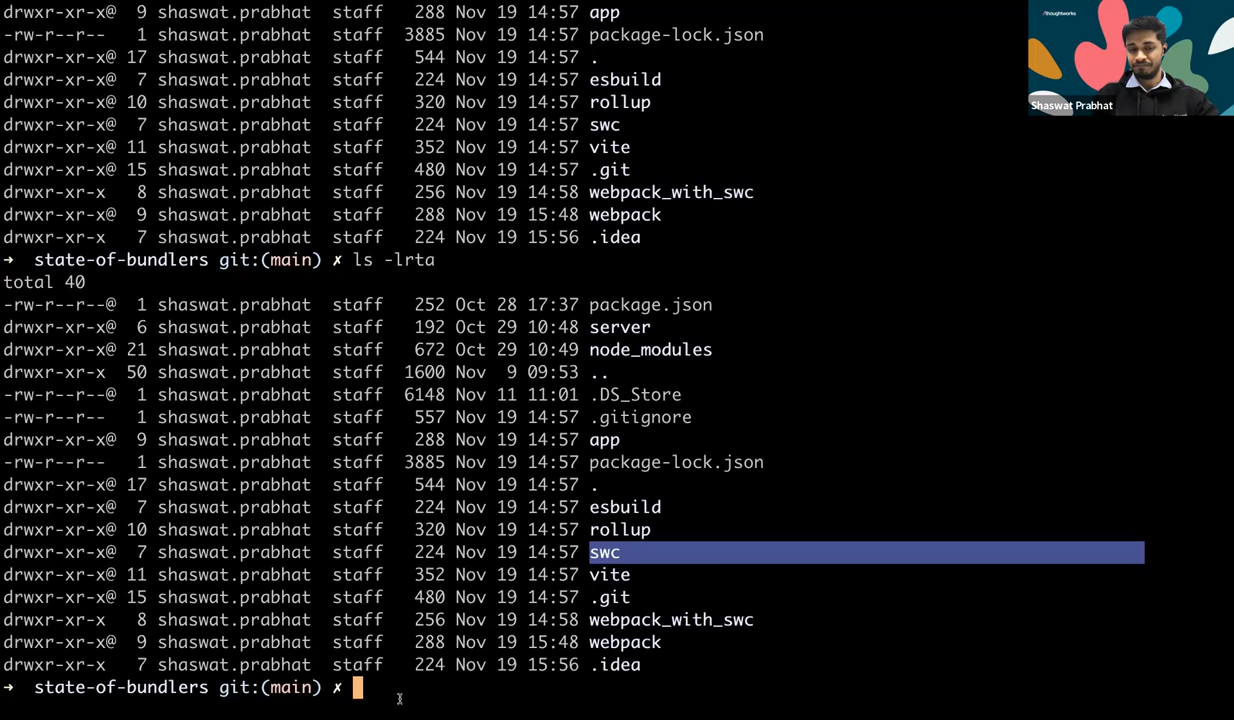 drwxr-xr-x@  9 shaswat.prabhat  staff   288 Nov 19 14:57 app
-rw-r--r--   1 shaswat.prabhat  staff  3885 Nov 19 14:57 package-lock.json
drwxr-xr-x@ 17 shaswat.prabhat  staff   544 Nov 19 14:57 .
drwxr-xr-x@  7 shaswat.prabhat  staff   224 Nov 19 14:57 esbuild
drwxr-xr-x@ 10 shaswat.prabhat  staff   320 Nov 19 14:57 rollup
drwxr-xr-x@  7 shaswat.prabhat  staff   224 Nov 19 14:57 swc
drwxr-xr-x@ 11 shaswat.prabhat  staff   352 Nov 19 14:57 vite
drwxr-xr-x@ 15 shaswat.prabhat  staff   480 Nov 19 14:57 .git
drwxr-xr-x   8 shaswat.prabhat  staff   256 Nov 19 14:58 webpack_with_swc
drwxr-xr-x@  9 shaswat.prabhat  staff   288 Nov 19 15:48 webpack
drwxr-xr-x   7 shaswat.prabhat  staff   224 Nov 19 15:56 .idea
→  state-of-bundlers git:(main) ✗ ls -lrta
total 40
-rw-r--r--@  1 shaswat.prabhat  staff   252 Oct 28 17:37 package.json
drwxr-xr-x@  6 shaswat.prabhat  staff   192 Oct 29 10:48 server
drwxr-xr-x@ 21 shaswat.prabhat  staff   672 Oct 29 10:49 node_modules
drwxr-xr-x  50 shaswat.prabhat  staff  1600 Nov  9 09:53 ..
-rw-r--r--@  1 shaswat.prabhat  staff  6148 Nov 11 11:01 .DS_Store
-rw-r--r--   1 shaswat.prabhat  staff   557 Nov 19 14:57 .gitignore
drwxr-xr-x@  9 shaswat.prabhat  staff   288 Nov 19 14:57 app
-rw-r--r--   1 shaswat.prabhat  staff  3885 Nov 19 14:57 package-lock.json
drwxr-xr-x@ 17 shaswat.prabhat  staff   544 Nov 19 14:57 .
drwxr-xr-x@  7 shaswat.prabhat  staff   224 Nov 19 14:57 esbuild
drwxr-xr-x@ 10 shaswat.prabhat  staff   320 Nov 19 14:57 rollup
drwxr-xr-x@  7 shaswat.prabhat  staff   224 Nov 19 14:57 swc
drwxr-xr-x@ 11 shaswat.prabhat  staff   352 Nov 19 14:57 vite
drwxr-xr-x@ 15 shaswat.prabhat  staff   480 Nov 19 14:57 .git
drwxr-xr-x   8 shaswat.prabhat  staff   256 Nov 19 14:58 webpack_with_swc
drwxr-xr-x@  9 shaswat.prabhat  staff   288 Nov 19 15:48 webpack
drwxr-xr-x   7 shaswat.prabhat  staff   224 Nov 19 15:56 .idea
→  state-of-bundlers git:(main) ✗
/thoughtworks
Shaswat Prabhat